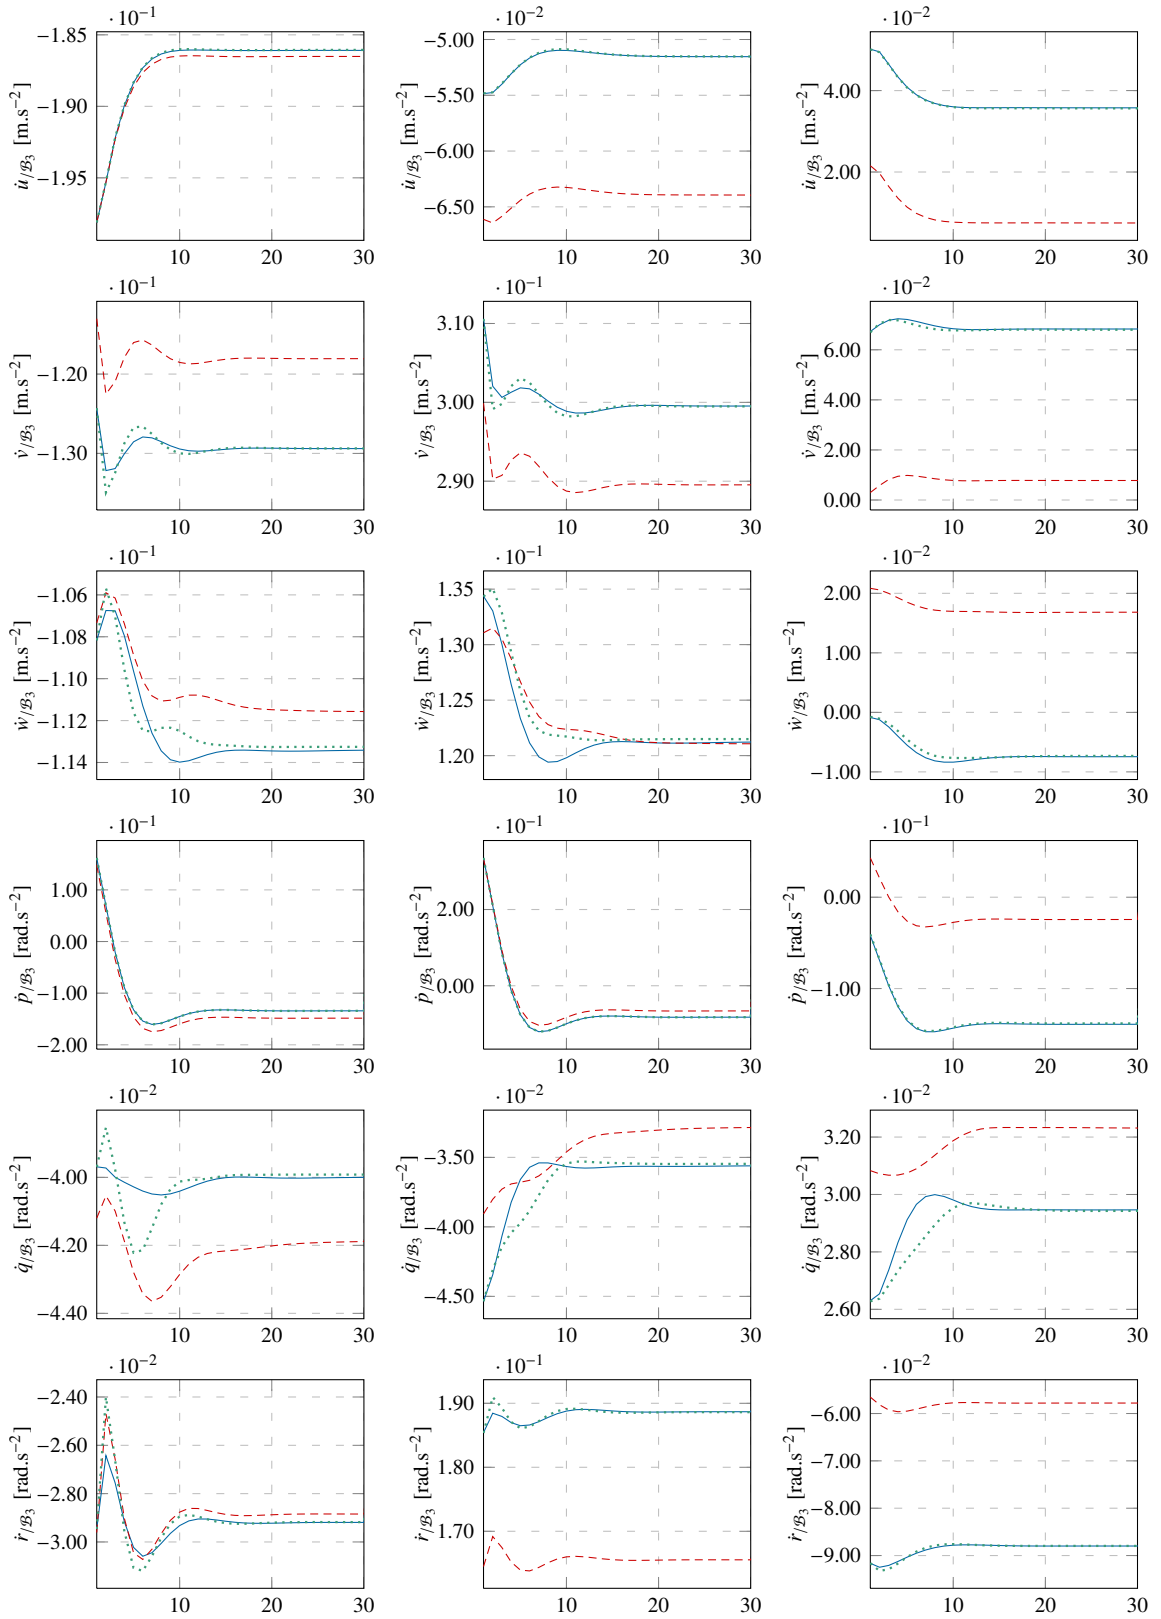 ·10⁻¹
−1.85
−1.90
−1.95
u̇/ℬ₃ [m.s⁻²]
10 20 30
·10⁻²
−5.00
−5.50
−6.00
−6.50
u̇/ℬ₃ [m.s⁻²]
10 20 30
·10⁻²
4.00
2.00
u̇/ℬ₃ [m.s⁻²]
10 20 30
·10⁻¹
−1.20
−1.30
v̇/ℬ₃ [m.s⁻²]
10 20 30
·10⁻¹
3.10
3.00
2.90
v̇/ℬ₃ [m.s⁻²]
10 20 30
·10⁻²
6.00
4.00
2.00
0.00
v̇/ℬ₃ [m.s⁻²]
10 20 30
·10⁻¹
−1.06
−1.08
−1.10
−1.12
−1.14
ẇ/ℬ₃ [m.s⁻²]
10 20 30
·10⁻¹
1.35
1.30
1.25
1.20
ẇ/ℬ₃ [m.s⁻²]
10 20 30
·10⁻²
2.00
1.00
0.00
−1.00
ẇ/ℬ₃ [m.s⁻²]
10 20 30
·10⁻¹
1.00
0.00
−1.00
−2.00
ṗ/ℬ₃ [rad.s⁻²]
10 20 30
·10⁻¹
2.00
0.00
ṗ/ℬ₃ [rad.s⁻²]
10 20 30
·10⁻¹
0.00
−1.00
ṗ/ℬ₃ [rad.s⁻²]
10 20 30
·10⁻²
−4.00
−4.20
−4.40
q̇/ℬ₃ [rad.s⁻²]
10 20 30
·10⁻²
−3.50
−4.00
−4.50
q̇/ℬ₃ [rad.s⁻²]
10 20 30
·10⁻²
3.20
3.00
2.80
2.60
q̇/ℬ₃ [rad.s⁻²]
10 20 30
·10⁻²
−2.40
−2.60
−2.80
−3.00
ṙ/ℬ₃ [rad.s⁻²]
10 20 30
·10⁻¹
1.90
1.80
1.70
ṙ/ℬ₃ [rad.s⁻²]
10 20 30
·10⁻²
−6.00
−7.00
−8.00
−9.00
ṙ/ℬ₃ [rad.s⁻²]
10 20 30